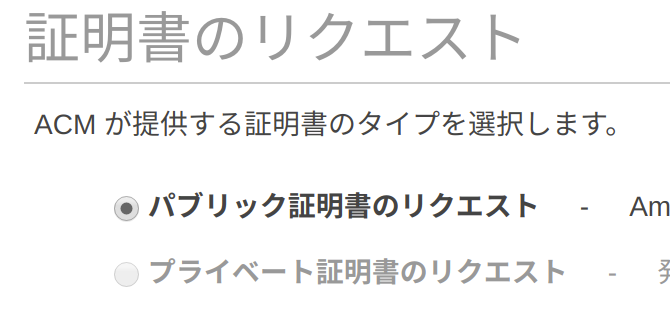 証明書のリクエスト
ACM が提供する証明書のタイプを選択します。
パブリック証明書のリクエスト - Am
プライベート証明書のリクエスト - 発